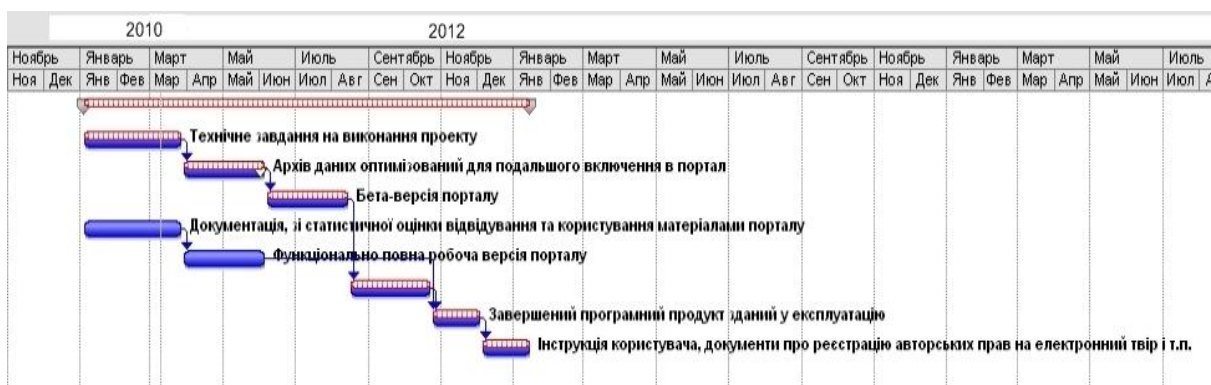 2010 2012
Ноябрь Январь Март Май Июль Сентябрь Ноябрь Январь Март Май Июль Сентябрь Ноябрь Январь Март Май Июль
Ноя Дек Янв Фев Мар Апр Май Июн Июл Авг Сен Окт Ноя Дек Янв Фев Мар Апр Май Июн Июл Авг Сен Окт Ноя Дек Янв Фев Мар Апр Май Июн Июл
Технічне завдання на виконання проекту
Архів даних оптимізований для подальшого включення в портал
Бета-версія порталу
Документація, зі статистичної оцінки відвідування та користування матеріалами порталу
Функціонально повна робоча версія порталу
Завершений програмний продукт зданий у експлуатацію
Інструкція користувача, документи про реєстрацію авторських прав на електронний твір і т.п.